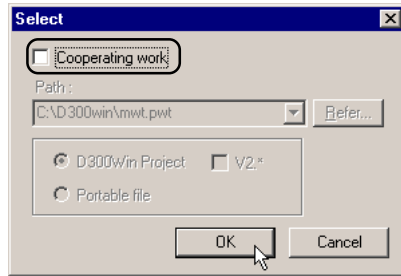 Select
Cooperating work
Path :
C:\D300win\mwt.pwt Refer...
D300Win Project V2.*
Portable file
OK Cancel